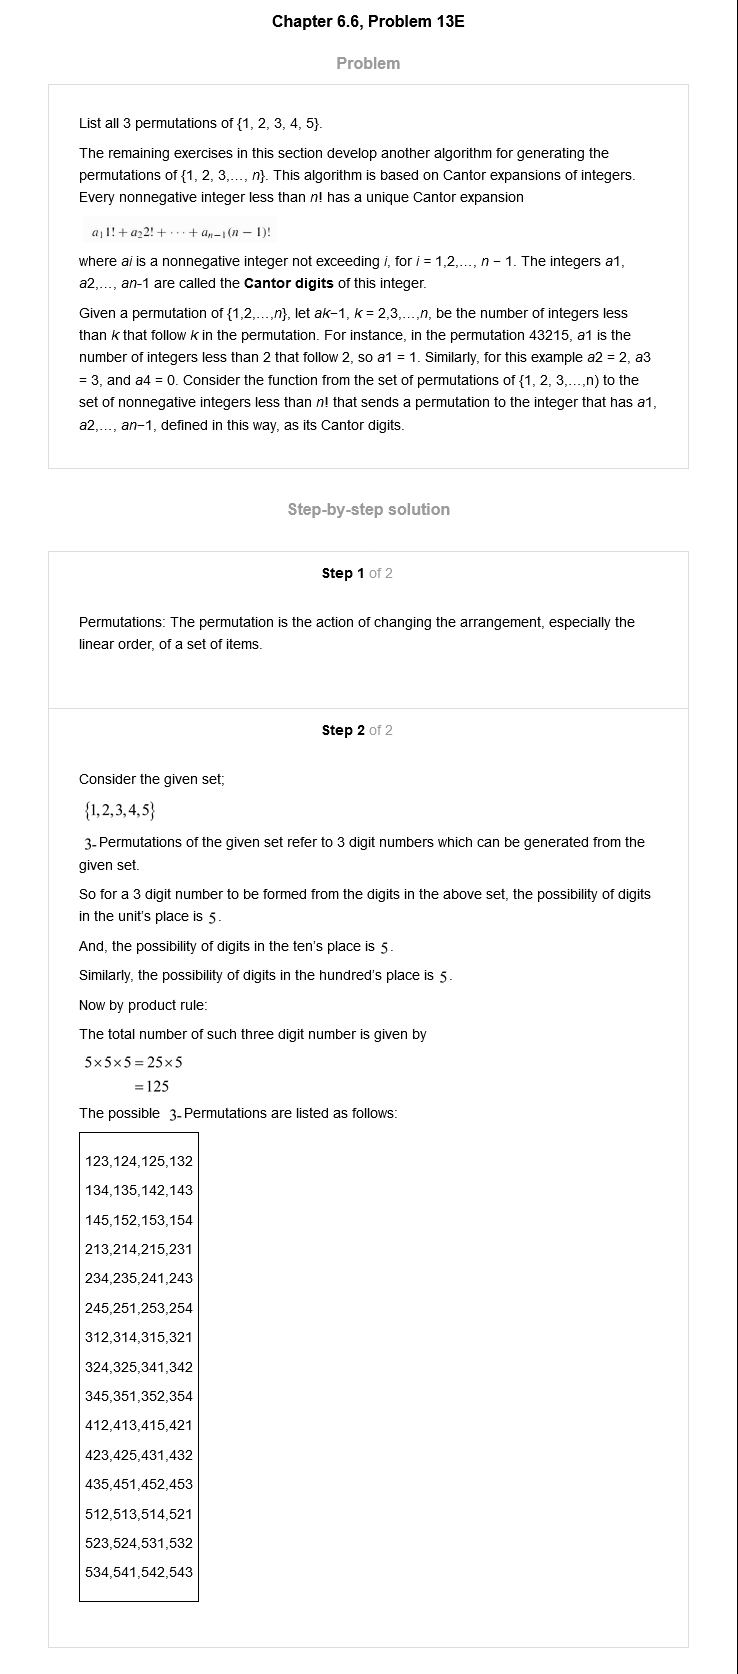 Chapter 6.6, Problem 13E
Problem
List all 3 permutations of {1, 2, 3, 4, 5}.
The remaining exercises in this section develop another algorithm for generating the
permutations of {1, 2, 3,…, n}. This algorithm is based on Cantor expansions of integers.
Every nonnegative integer less than n! has a unique Cantor expansion
a₁1! + a₂2! + ··· + aₙ₋₁(n − 1)!
where ai is a nonnegative integer not exceeding i, for i = 1,2,…, n − 1. The integers a1,
a2,…, an-1 are called the Cantor digits of this integer.
Given a permutation of {1,2,…,n}, let ak−1, k = 2,3,…,n, be the number of integers less
than k that follow k in the permutation. For instance, in the permutation 43215, a1 is the
number of integers less than 2 that follow 2, so a1 = 1. Similarly, for this example a2 = 2, a3
= 3, and a4 = 0. Consider the function from the set of permutations of {1, 2, 3,…,n) to the
set of nonnegative integers less than n! that sends a permutation to the integer that has a1,
a2,…, an−1, defined in this way, as its Cantor digits.
Step-by-step solution
Step 1 of 2
Permutations: The permutation is the action of changing the arrangement, especially the
linear order, of a set of items.
Step 2 of 2
Consider the given set;
{1,2,3,4,5}
3-Permutations of the given set refer to 3 digit numbers which can be generated from the
given set.
So for a 3 digit number to be formed from the digits in the above set, the possibility of digits
in the unit's place is 5.
And, the possibility of digits in the ten's place is 5.
Similarly, the possibility of digits in the hundred's place is 5.
Now by product rule:
The total number of such three digit number is given by
5×5×5 = 25×5
= 125
The possible 3-Permutations are listed as follows:
123,124,125,132
134,135,142,143
145,152,153,154
213,214,215,231
234,235,241,243
245,251,253,254
312,314,315,321
324,325,341,342
345,351,352,354
412,413,415,421
423,425,431,432
435,451,452,453
512,513,514,521
523,524,531,532
534,541,542,543